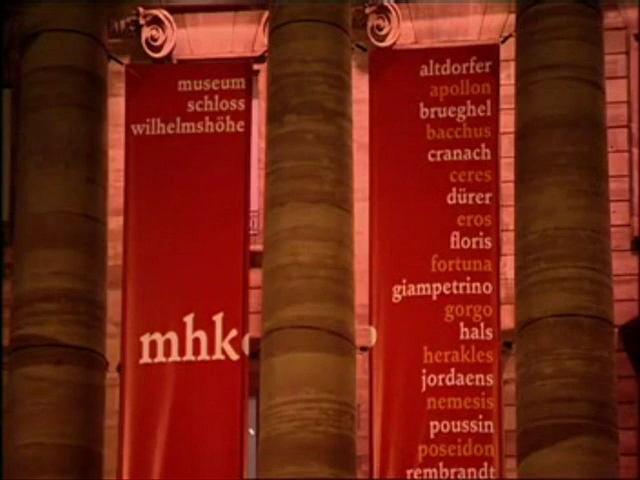 museum
schloss
wilhelmshöhe
mhk
altdorfer
apollon
brueghel
bacchus
cranach
ceres
dürer
eros
floris
fortuna
giampetrino
gorgo
hals
herakles
jordaens
nemesis
poussin
poseidon
rembrandt